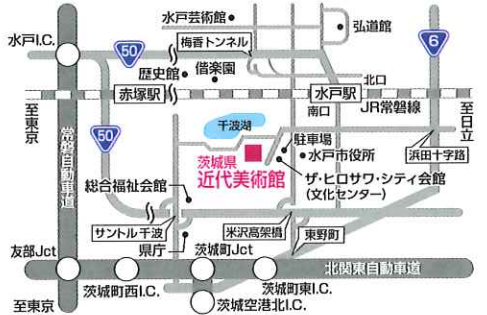 水戸芸術館
弘道館
水戸I.C.
50
梅香トンネル
6
歴史館
偕楽園
北口
赤塚駅
水戸駅
JR常磐線
南口
至東京
至日立
千波湖
50
駐車場
水戸市役所
浜田十字路
茨城県
近代美術館
ザ・ヒロサワ・シティ会館
(文化センター)
常磐自動車道
総合福祉会館
サントル千波
米沢高架橋
東野町
県庁
友部Jct
茨城町Jct
北関東自動車道
茨城町西I.C.
茨城町東I.C.
至東京
茨城空港北I.C.